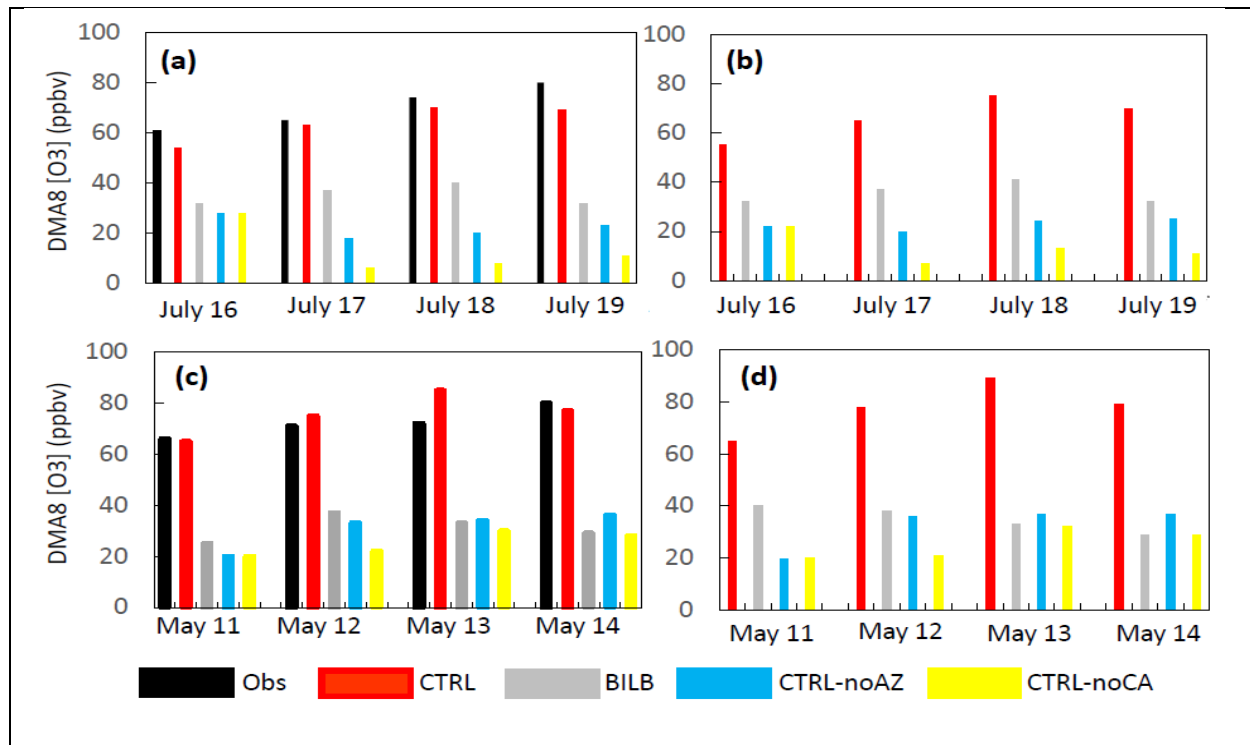 (a)
DMA8 [O3] (ppbv)
100
80
60
40
20
0
July 16 July 17 July 18 July 19
(b)
100
80
60
40
20
0
July 16 July 17 July 18 July 19
(c)
DMA8 [O3] (ppbv)
100
80
60
40
20
0
May 11 May 12 May 13 May 14
(d)
100
80
60
40
20
0
May 11 May 12 May 13 May 14
Obs CTRL BILB CTRL-noAZ CTRL-noCA